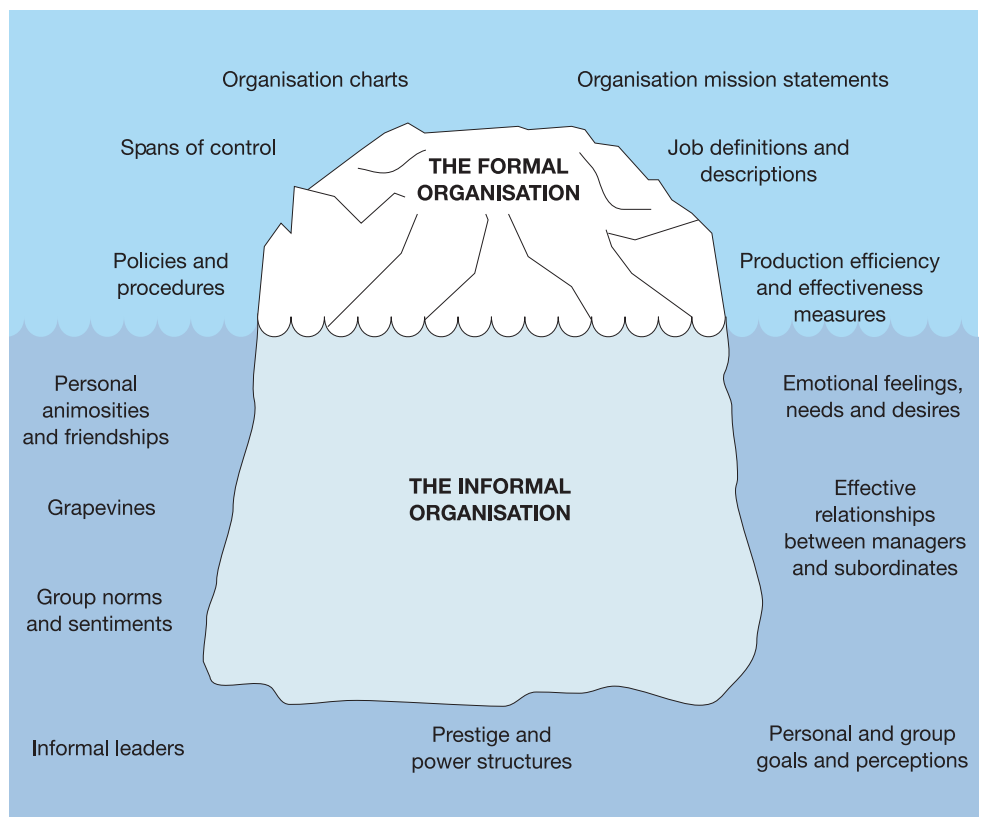 Organisation charts
Organisation mission statements
Spans of control
Job definitions and
descriptions
THE FORMAL
ORGANISATION
Policies and
procedures
Production efficiency
and effectiveness
measures
Personal
animosities
and friendships
Emotional feelings,
needs and desires
Grapevines
THE INFORMAL
ORGANISATION
Effective
relationships
between managers
and subordinates
Group norms
and sentiments
Informal leaders
Prestige and
power structures
Personal and group
goals and perceptions